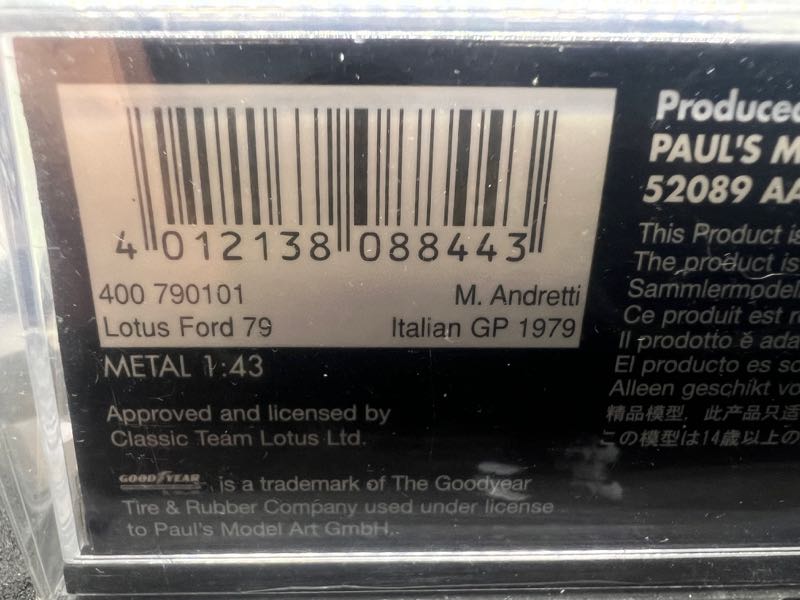 4 012138 088443
400 790101 M. Andretti
Lotus Ford 79 Italian GP 1979
METAL 1:43
Approved and licensed by
Classic Team Lotus Ltd.
GOODYEAR is a trademark of The Goodyear
Tire & Rubber Company used under license
to Paul's Model Art GmbH.
Produced
PAUL'S M
52089 AA
This Product is
The product is
Sammlermodel
Ce produit est
Il prodotto è ada
El producto es so
Alleen geschikt vo
精品模型，此产品只适
この模型は14歳以上の